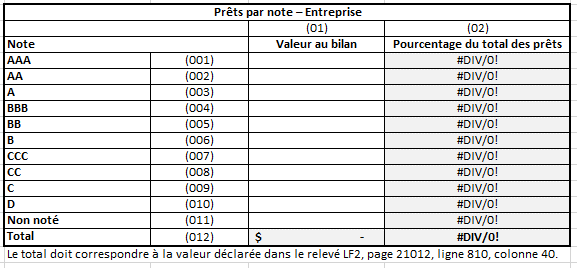 Prêts par note – Entreprise
(01) (02)
Note Valeur au bilan Pourcentage du total des prêts
AAA (001) #DIV/0!
AA (002) #DIV/0!
A (003) #DIV/0!
BBB (004) #DIV/0!
BB (005) #DIV/0!
B (006) #DIV/0!
CCC (007) #DIV/0!
CC (008) #DIV/0!
C (009) #DIV/0!
D (010) #DIV/0!
Non noté (011) #DIV/0!
Total (012) $ - #DIV/0!
Le total doit correspondre à la valeur déclarée dans le relevé LF2, page 21012, ligne 810, colonne 40.